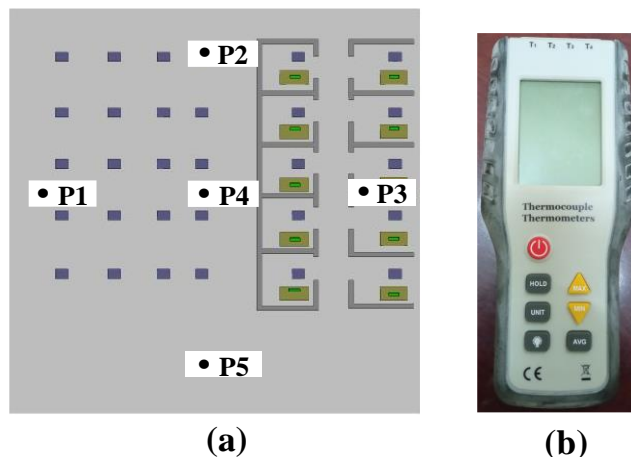 • P2
• P1
• P4
• P3
• P5
(a)
T1 T2 T3 T4
Thermocouple
Thermometers
HOLD
MAX
UNIT
MIN
AVG
CE
(b)